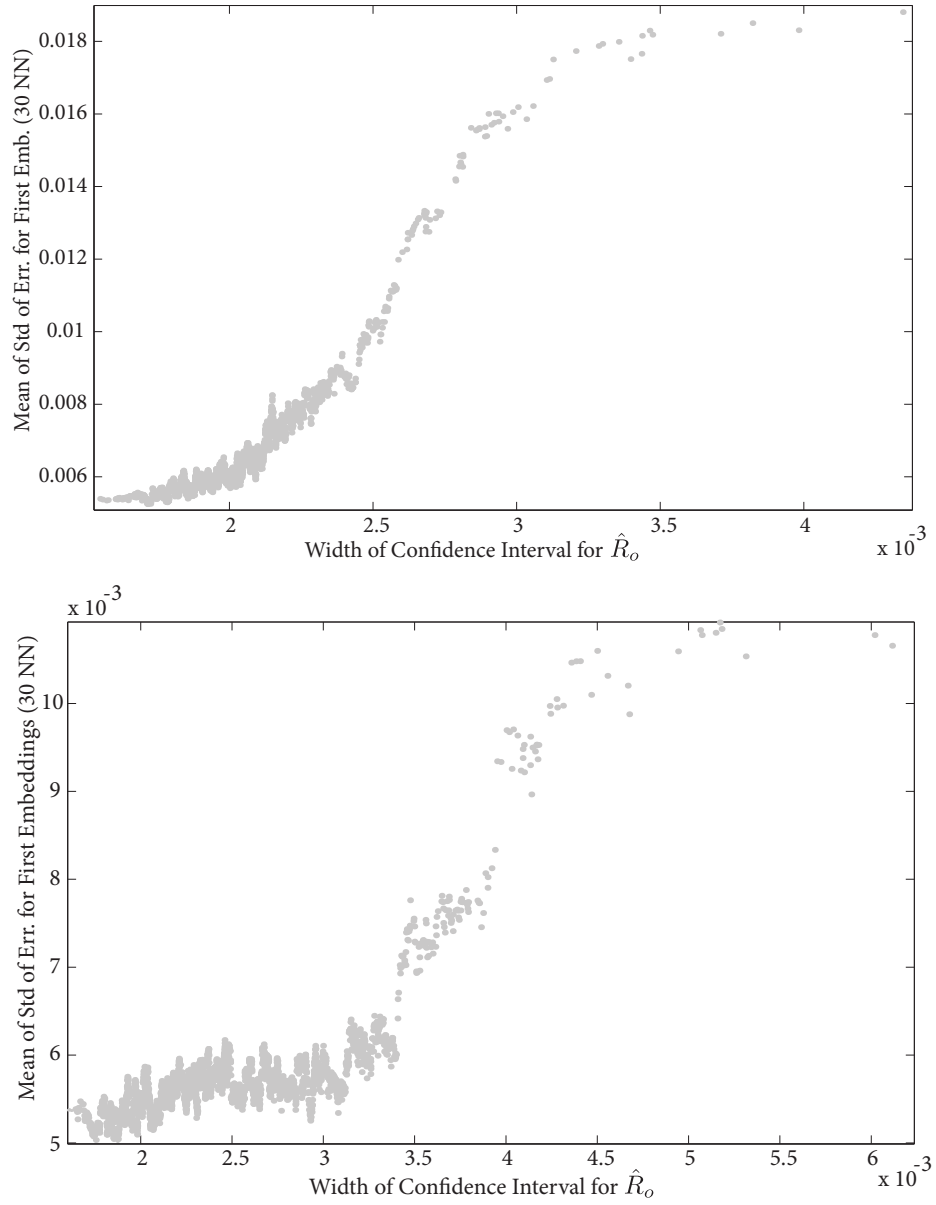 0.018
0.016
0.014
0.012
0.01
0.008
0.006
Mean of Std of Err. for First Emb. (30 NN)
2 2.5 3 3.5 4
x 10^-3
Width of Confidence Interval for R̂_o
x 10^-3
10
9
8
7
6
5
Mean of Std of Err. for First Embeddings (30 NN)
2 2.5 3 3.5 4 4.5 5 5.5 6
x 10^-3
Width of Confidence Interval for R̂_o